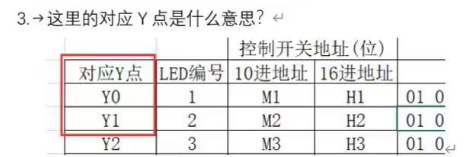 3.→这里的对应Y点是什么意思?↵
控制开关地址(位)
对应Y点 LED编号 10进地址 16进地址
Y0 1 M1 H1 01 0
Y1 2 M2 H2 01 0
Y2 3 M3 H3 01 0↵